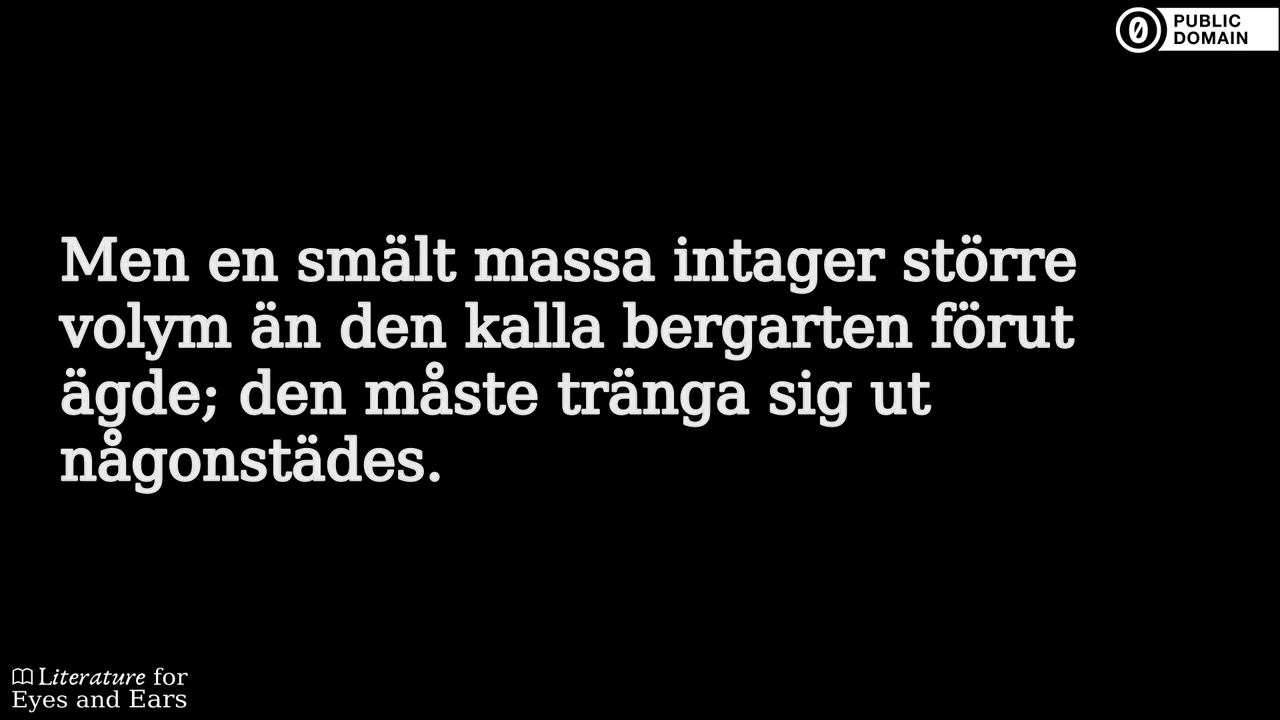 PUBLIC
DOMAIN
Men en smält massa intager större
volym än den kalla bergarten förut
ägde; den måste tränga sig ut
någonstädes.
Literature for
Eyes and Ears